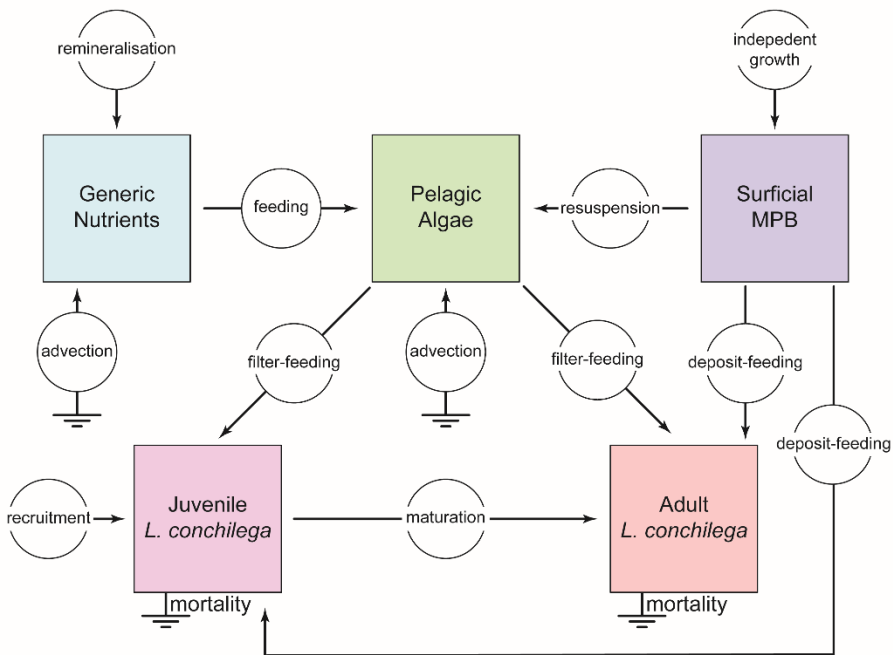 remineralisation
indepedent
growth
Generic
Nutrients
feeding
Pelagic
Algae
resuspension
Surficial
MPB
advection
filter-feeding
advection
filter-feeding
deposit-feeding
deposit-feeding
recruitment
Juvenile
L. conchilega
maturation
Adult
L. conchilega
mortality
mortality